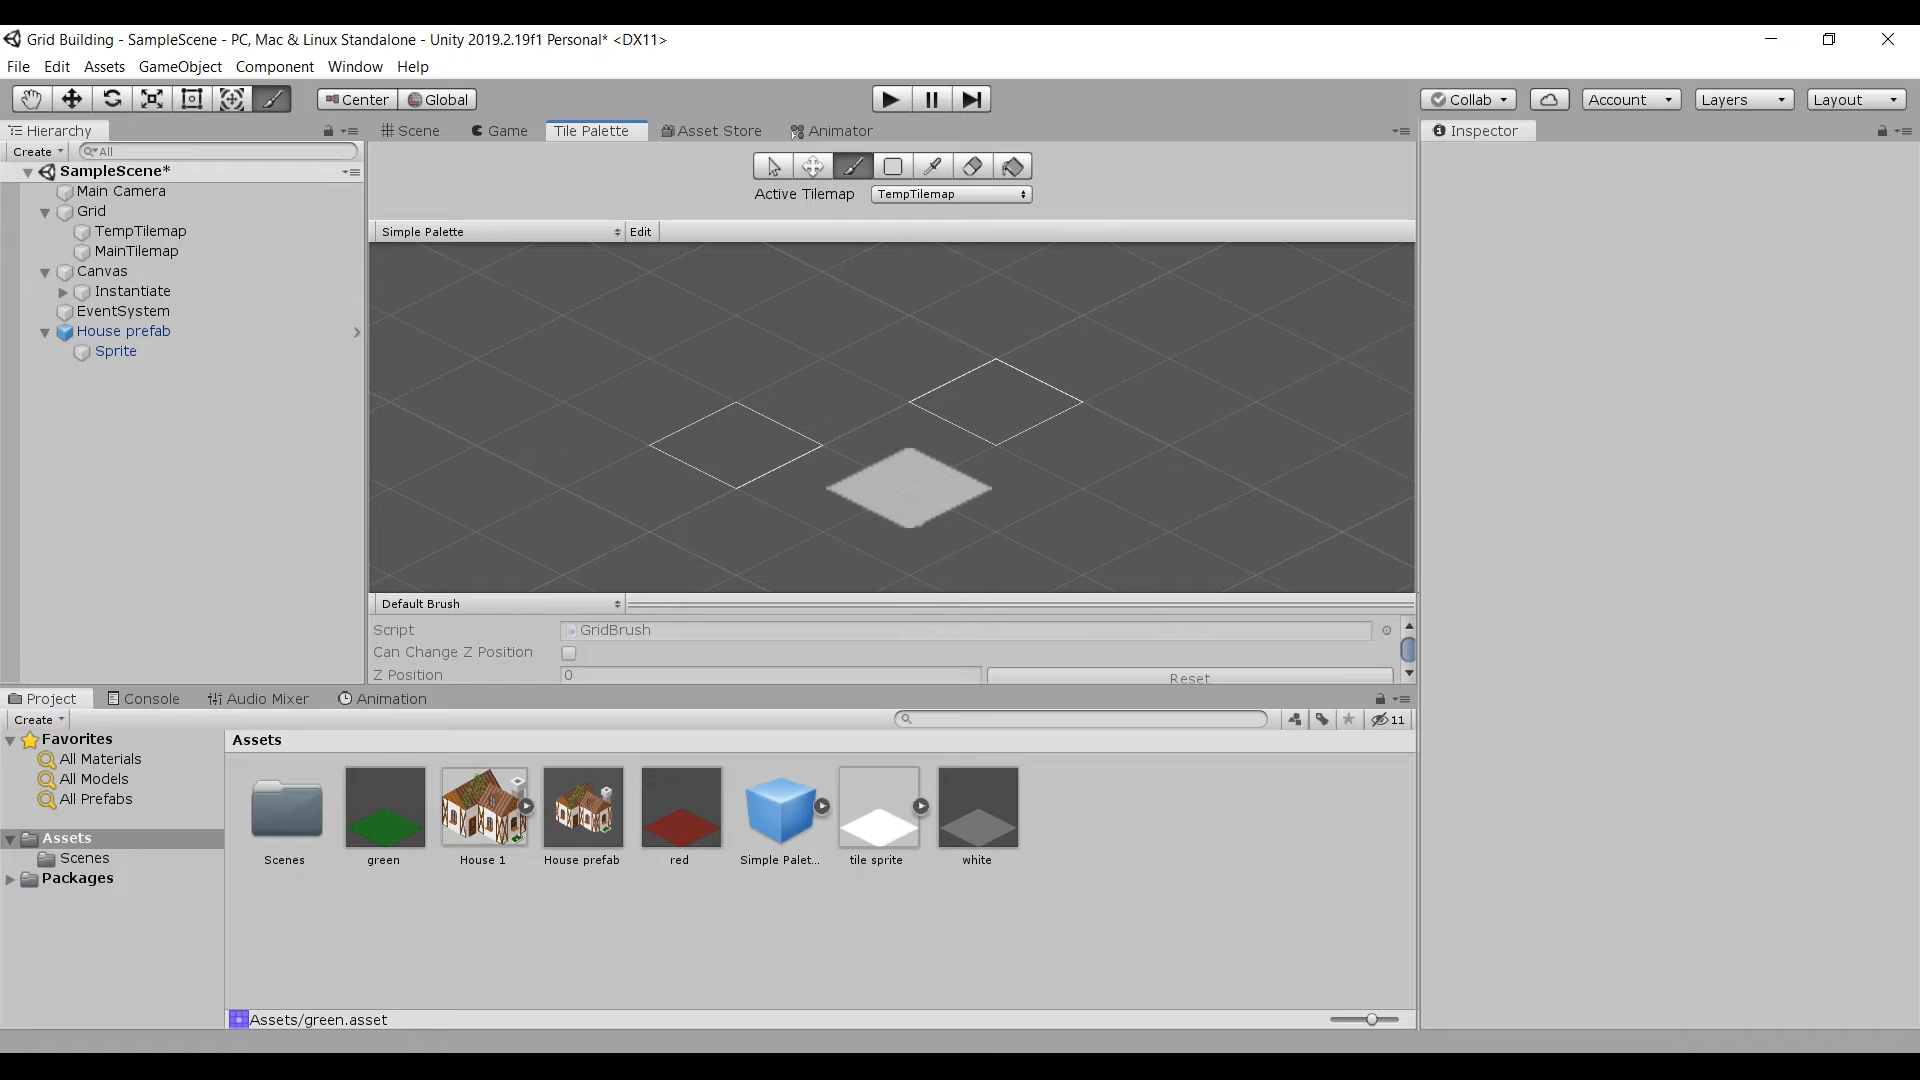 Grid Building - SampleScene - PC, Mac & Linux Standalone - Unity 2019.2.19f1 Personal* <DX11>
File Edit Assets GameObject Component Window Help
Center Global Collab Account Layers Layout
Hierarchy Scene Game Tile Palette Asset Store Animator Inspector
Create All
SampleScene*
Main Camera
Grid
TempTilemap
MainTilemap
Canvas
Instantiate
EventSystem
House prefab
Sprite
Active Tilemap TempTilemap
Simple Palette Edit
Default Brush
Script GridBrush
Can Change Z Position
Z Position 0 Reset
Project Console Audio Mixer Animation
Create 11
Favorites
All Materials
All Models
All Prefabs
Assets
Scenes
Packages
Assets
Scenes green House 1 House prefab red Simple Palet... tile sprite white
Assets/green.asset